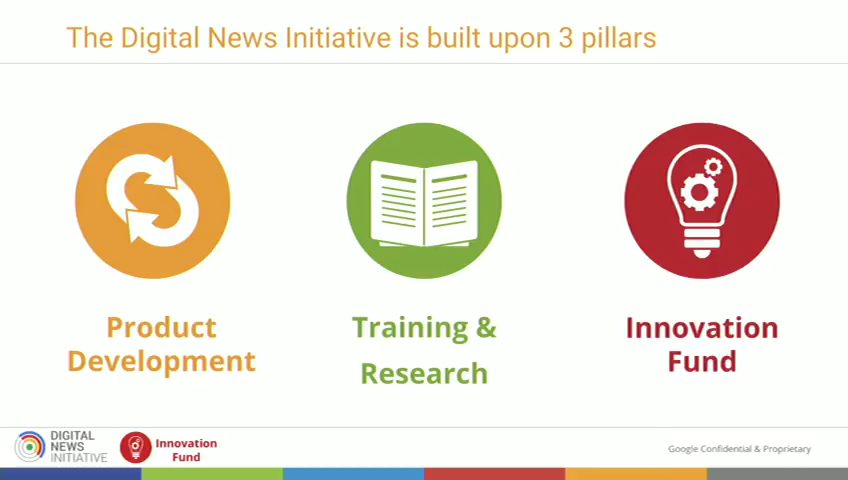 The Digital News Initiative is built upon 3 pillars
Product
Development
Training &
Research
Innovation
Fund
DIGITAL
NEWS
INITIATIVE
Innovation
Fund
Google Confidential & Proprietary